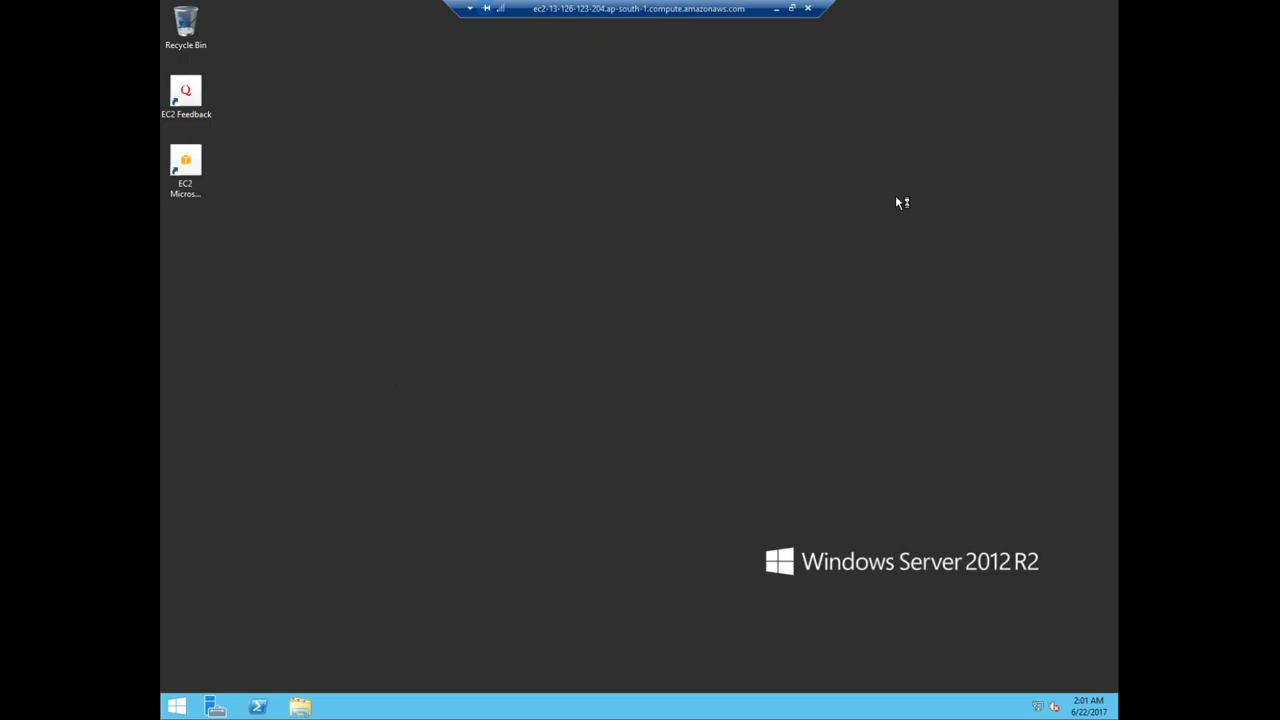 ec2-13-126-123-204.ap-south-1.compute.amazonaws.com
Recycle Bin
Q
EC2 Feedback
EC2
Micros...
Windows Server 2012 R2
2:01 AM
6/22/2017